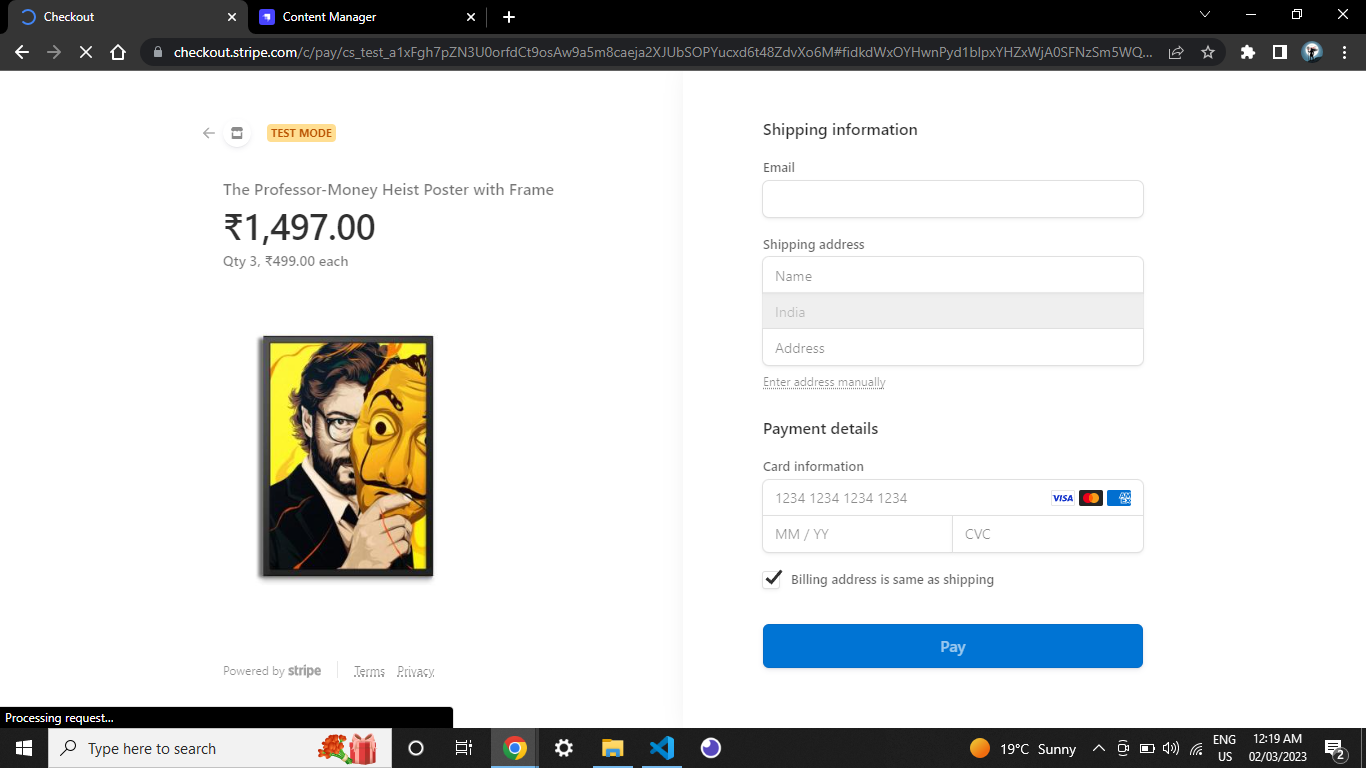 Checkout
Content Manager
checkout.stripe.com/c/pay/cs_test_a1xFgh7pZN3U0orfdCt9osAw9a5m8caeja2XJUbSOPYucxd6t48ZdvXo6M#fidkdWxOYHwnPyd1blpxYHZxWjA0SFNzSm5WQ...
TEST MODE
The Professor-Money Heist Poster with Frame
₹1,497.00
Qty 3, ₹499.00 each
Powered by stripe
Terms Privacy
Shipping information
Email
Shipping address
Name
India
Address
Enter address manually
Payment details
Card information
1234 1234 1234 1234
VISA
AM
EX
MM / YY
CVC
Billing address is same as shipping
Pay
Processing request...
Type here to search
19°C Sunny
ENG
US
12:19 AM
02/03/2023
2